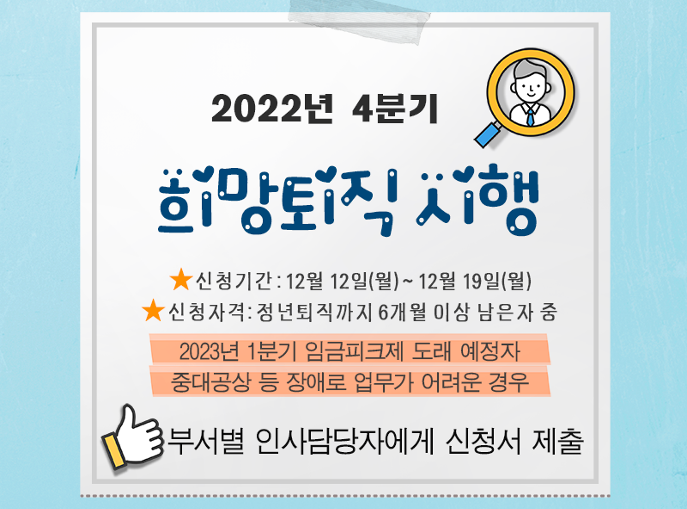 2022년 4분기
희망퇴직 시행
★신청기간 : 12월 12일(월) ~ 12월 19일(월)
★신청자격: 정년퇴직까지 6개월 이상 남은자 중
2023년 1분기 임금피크제 도래 예정자
중대공상 등 장애로 업무가 어려운 경우
부서별 인사담당자에게 신청서 제출